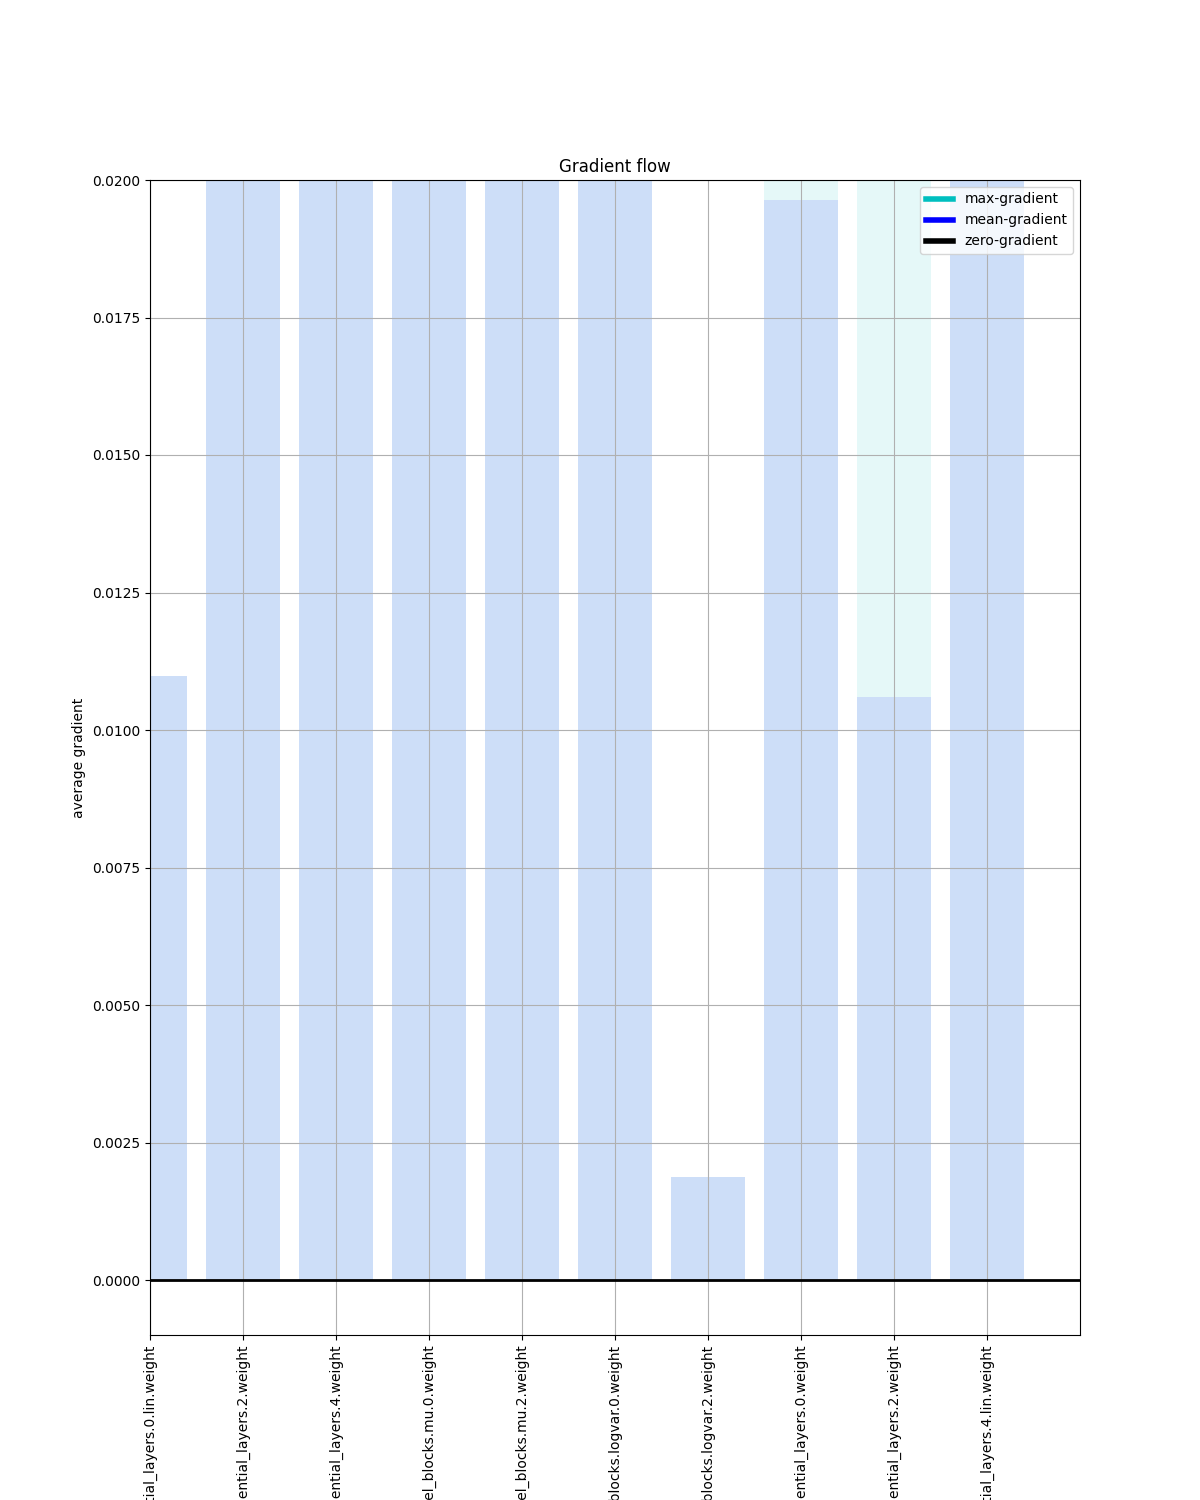 Gradient flow
max-gradient
mean-gradient
zero-gradient
average gradient
0.0200
0.0175
0.0150
0.0125
0.0100
0.0075
0.0050
0.0025
0.0000
tial_layers.0.lin.weight
ential_layers.2.weight
ential_layers.4.weight
el_blocks.mu.0.weight
el_blocks.mu.2.weight
blocks.logvar.0.weight
blocks.logvar.2.weight
ential_layers.0.weight
ential_layers.2.weight
tial_layers.4.lin.weight